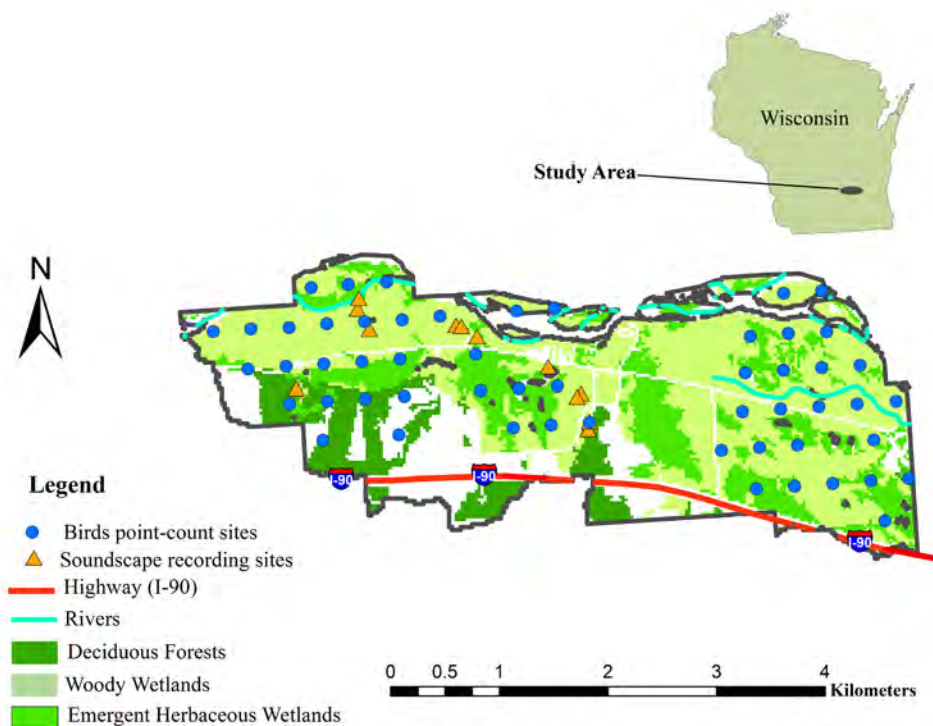 Wisconsin
Study Area
N
I-90
I-90
I-90
Legend
Birds point-count sites
Soundscape recording sites
Highway (I-90)
Rivers
Deciduous Forests
Woody Wetlands
Emergent Herbaceous Wetlands
0 0.5 1 2 3 4
Kilometers